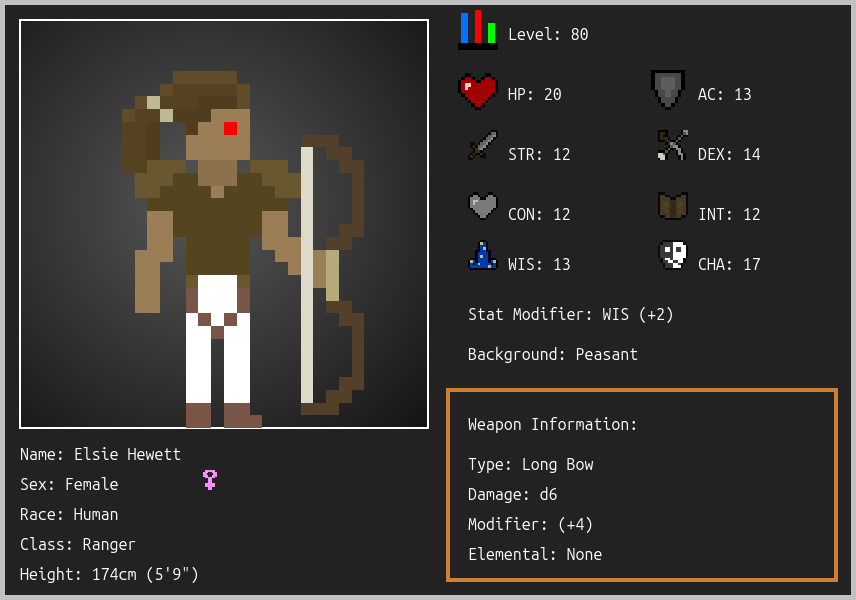 Level: 80
HP: 20
AC: 13
STR: 12
DEX: 14
CON: 12
INT: 12
WIS: 13
CHA: 17
Stat Modifier: WIS (+2)
Background: Peasant
Weapon Information:
Type: Long Bow
Damage: d6
Modifier: (+4)
Elemental: None
Name: Elsie Hewett
Sex: Female
Race: Human
Class: Ranger
Height: 174cm (5'9")